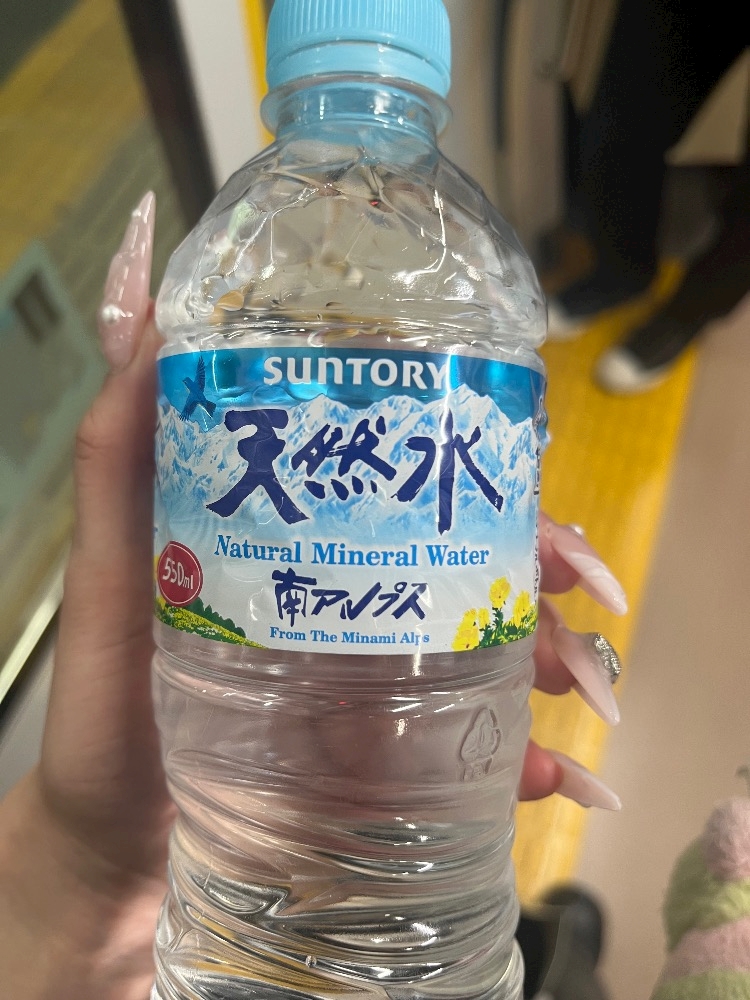 SUNTORY
天然水
Natural Mineral Water
550ml
南アルプス
From The Minami Alps